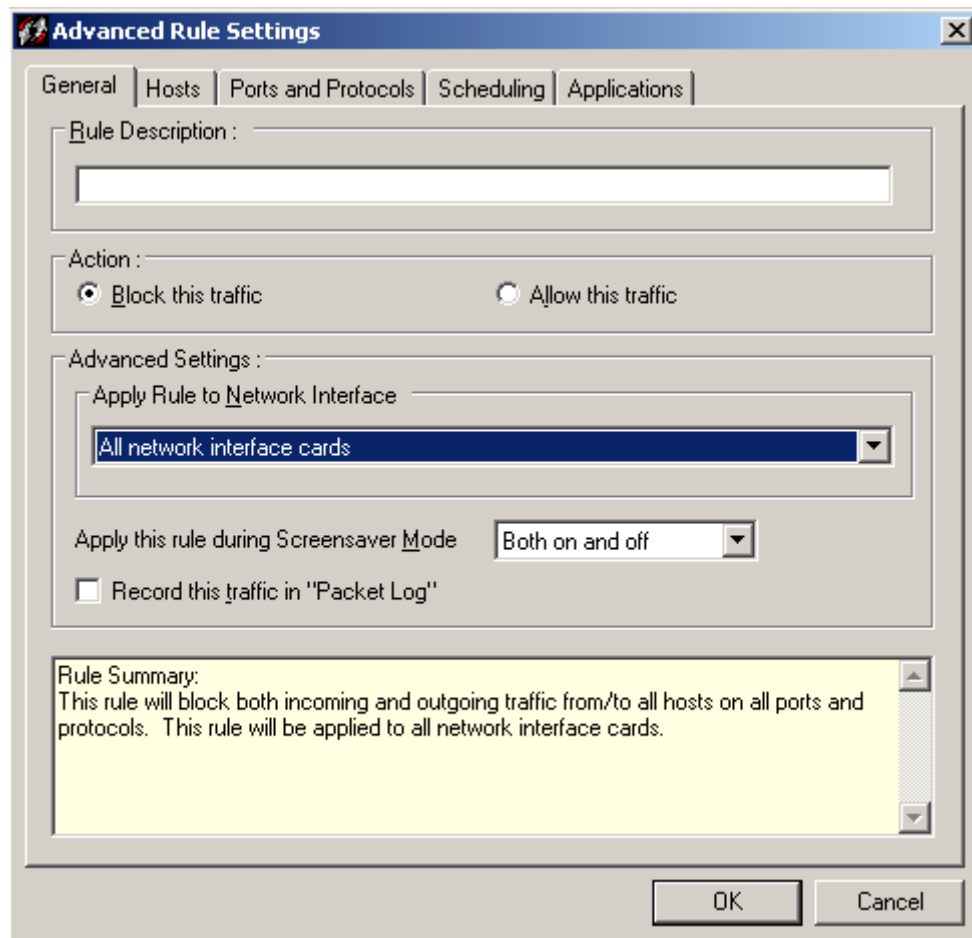 Advanced Rule Settings
General Hosts Ports and Protocols Scheduling Applications
Rule Description :
Action :
Block this traffic Allow this traffic
Advanced Settings :
Apply Rule to Network Interface
All network interface cards
Apply this rule during Screensaver Mode Both on and off
Record this traffic in "Packet Log"
Rule Summary:
This rule will block both incoming and outgoing traffic from/to all hosts on all ports and
protocols. This rule will be applied to all network interface cards.
OK Cancel